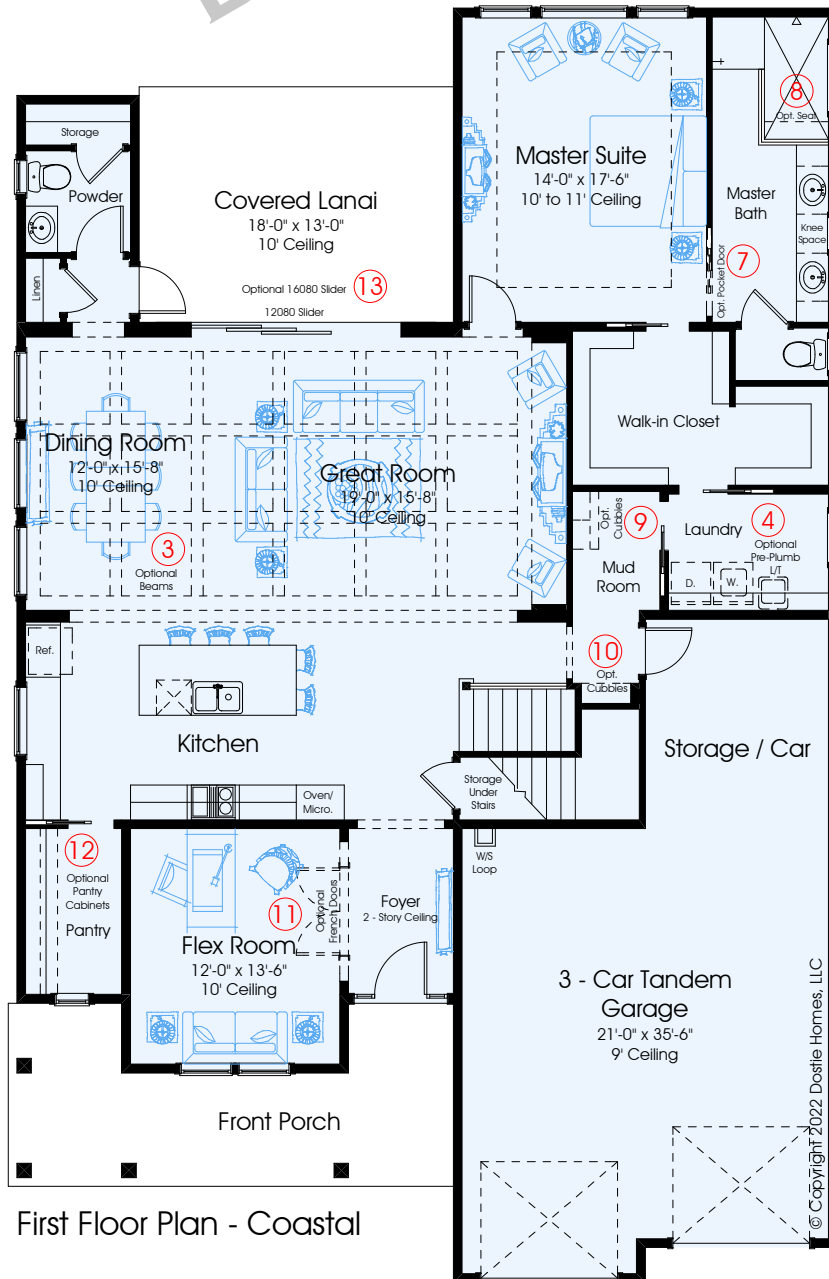 Storage
Powder
Linen
Covered Lanai
18'-0" x 13'-0"
10' Ceiling
Optional 16080 Slider
13
12080 Slider
Master Suite
14'-0" x 17'-6"
10' to 11' Ceiling
8
Opt. Seat
Master
Bath
Knee
Space
7
Opt. Pocket Door
Walk-in Closet
Dining Room
12'-0" x 15'-8"
10' Ceiling
Great Room
19'-0" x 15'-8"
10' Ceiling
3
Optional
Beams
Opt.
Cubbies
9
Mud
Room
Laundry
4
Optional
Pre-Plumb
L/T
D.
W.
10
Opt.
Cubbies
Ref.
Kitchen
Oven/
Micro.
Storage
Under
Stairs
Storage / Car
W/S
Loop
12
Optional
Pantry
Cabinets
Pantry
11
Optional
French Doors
Flex Room
12'-0" x 13'-6"
10' Ceiling
Foyer
2 - Story Ceiling
3 - Car Tandem
Garage
21'-0" x 35'-6"
9' Ceiling
Front Porch
© Copyright 2022 Dostie Homes, LLC
First Floor Plan - Coastal